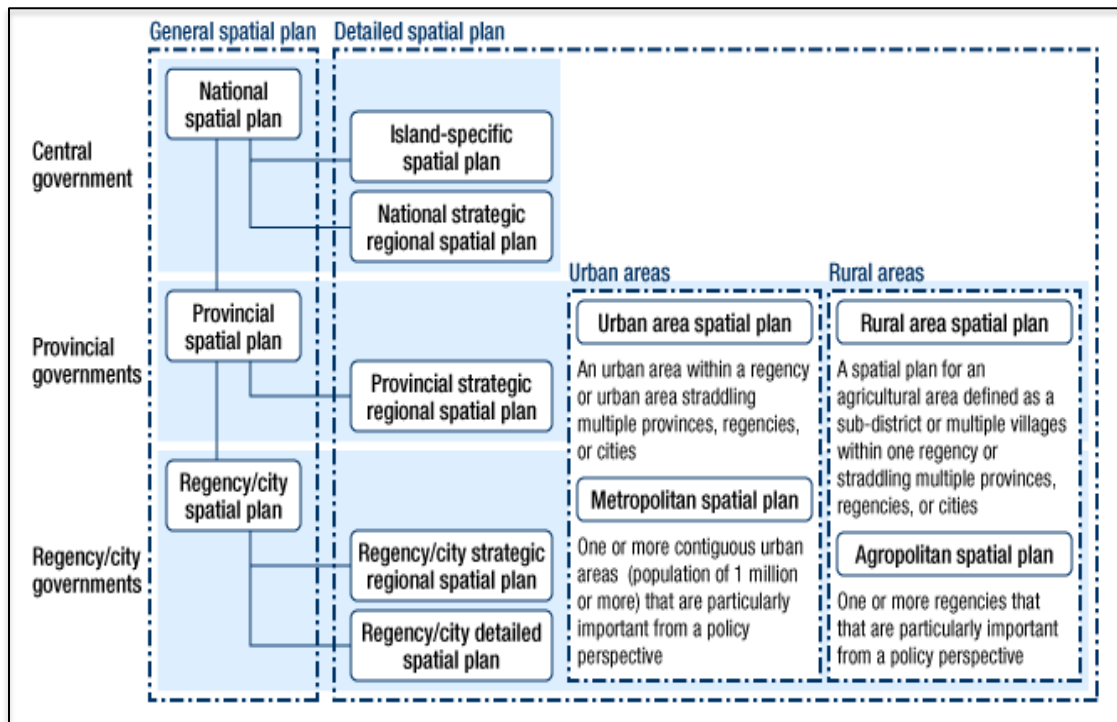 General spatial plan
Detailed spatial plan
Central
government
National
spatial plan
Island-specific
spatial plan
National strategic
regional spatial plan
Provincial
governments
Provincial
spatial plan
Provincial strategic
regional spatial plan
Regency/city
governments
Regency/city
spatial plan
Regency/city strategic
regional spatial plan
Regency/city detailed
spatial plan
Urban areas
Urban area spatial plan
An urban area within a regency
or urban area straddling
multiple provinces, regencies,
or cities
Metropolitan spatial plan
One or more contiguous urban
areas (population of 1 million
or more) that are particularly
important from a policy
perspective
Rural areas
Rural area spatial plan
A spatial plan for an
agricultural area defined as a
sub-district or multiple villages
within one regency or
straddling multiple provinces,
regencies, or cities
Agropolitan spatial plan
One or more regencies that
that are particularly important
from a policy perspective